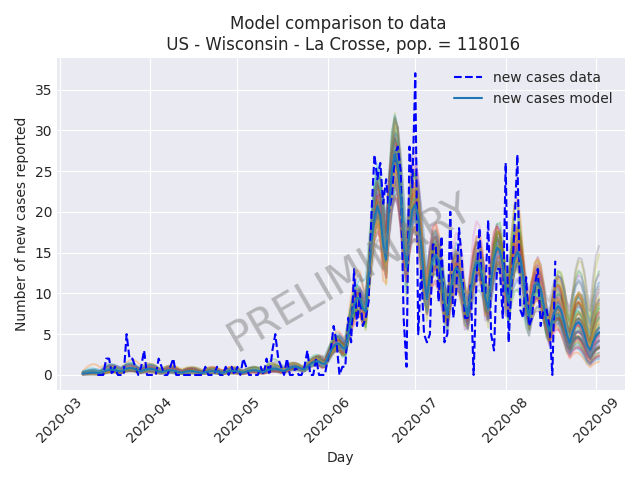 Model comparison to data
US - Wisconsin - La Crosse, pop. = 118016
new cases data
new cases model
PRELIMINARY
Number of new cases reported
35
30
25
20
15
10
5
0
2020-03
2020-04
2020-05
2020-06
2020-07
2020-08
2020-09
Day